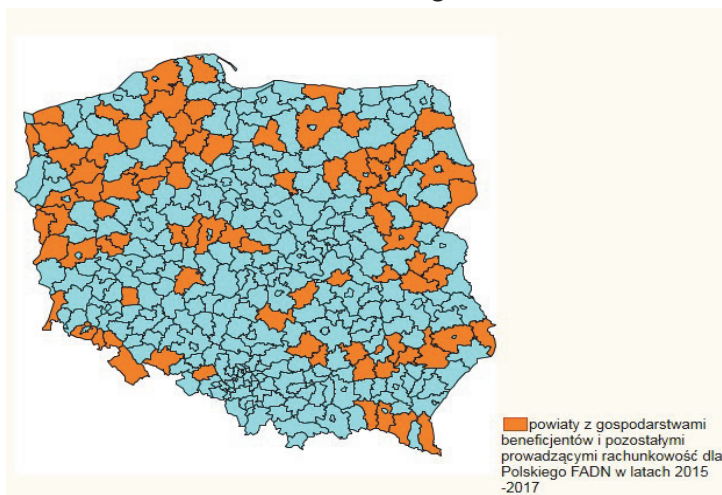 powiaty z gospodarstwami
beneficjentów i pozostałymi
prowadzącymi rachunkowość dla
Polskiego FADN w latach 2015
-2017